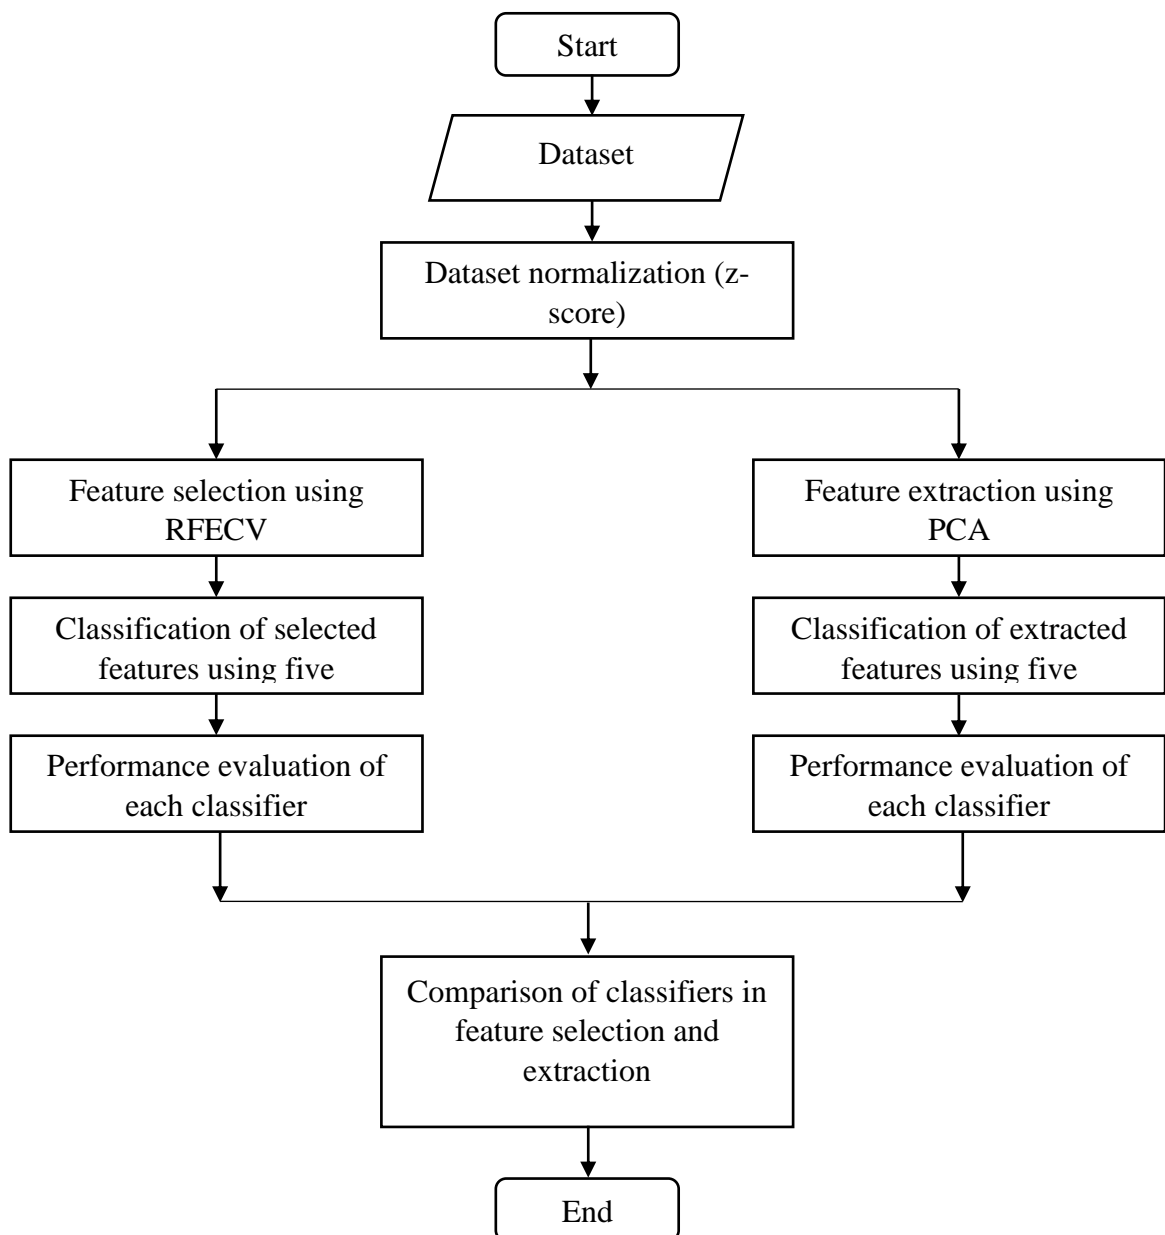 Start
Dataset
Dataset normalization (z-
score)
Feature selection using
RFECV
Feature extraction using
PCA
Classification of selected
features using five
Classification of extracted
features using five
Performance evaluation of
each classifier
Performance evaluation of
each classifier
Comparison of classifiers in
feature selection and
extraction
End